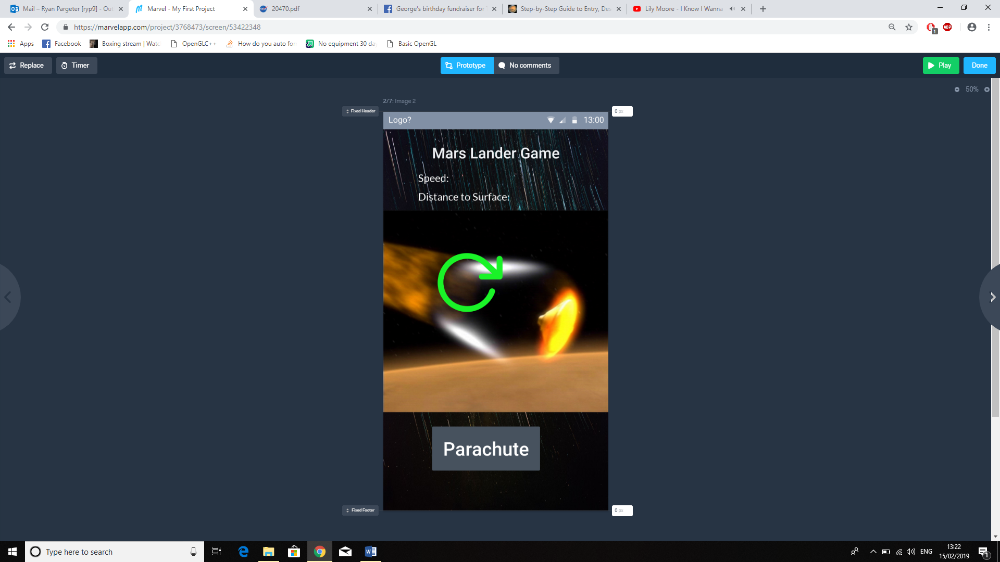 Mail – Ryan Pargeter [ryp9] - Out
Marvel - My First Project
20470.pdf
George's birthday fundraiser for
Step-by-Step Guide to Entry, Des
Lily Moore - I Know I Wanna
https://marvelapp.com/project/3768473/screen/53422348
1
ABP
Apps
Facebook
Boxing stream | Watc
OpenGLC++
How do you auto for
No equipment 30 da
Basic OpenGL
Replace
Timer
Prototype
No comments
Play
Done
50%
2/7: Image 2
Fixed Header
0 px
Logo?
13:00
Mars Lander Game
Speed:
Distance to Surface:
Parachute
Fixed Footer
0 px
Type here to search
ENG
13:22
15/02/2019
1